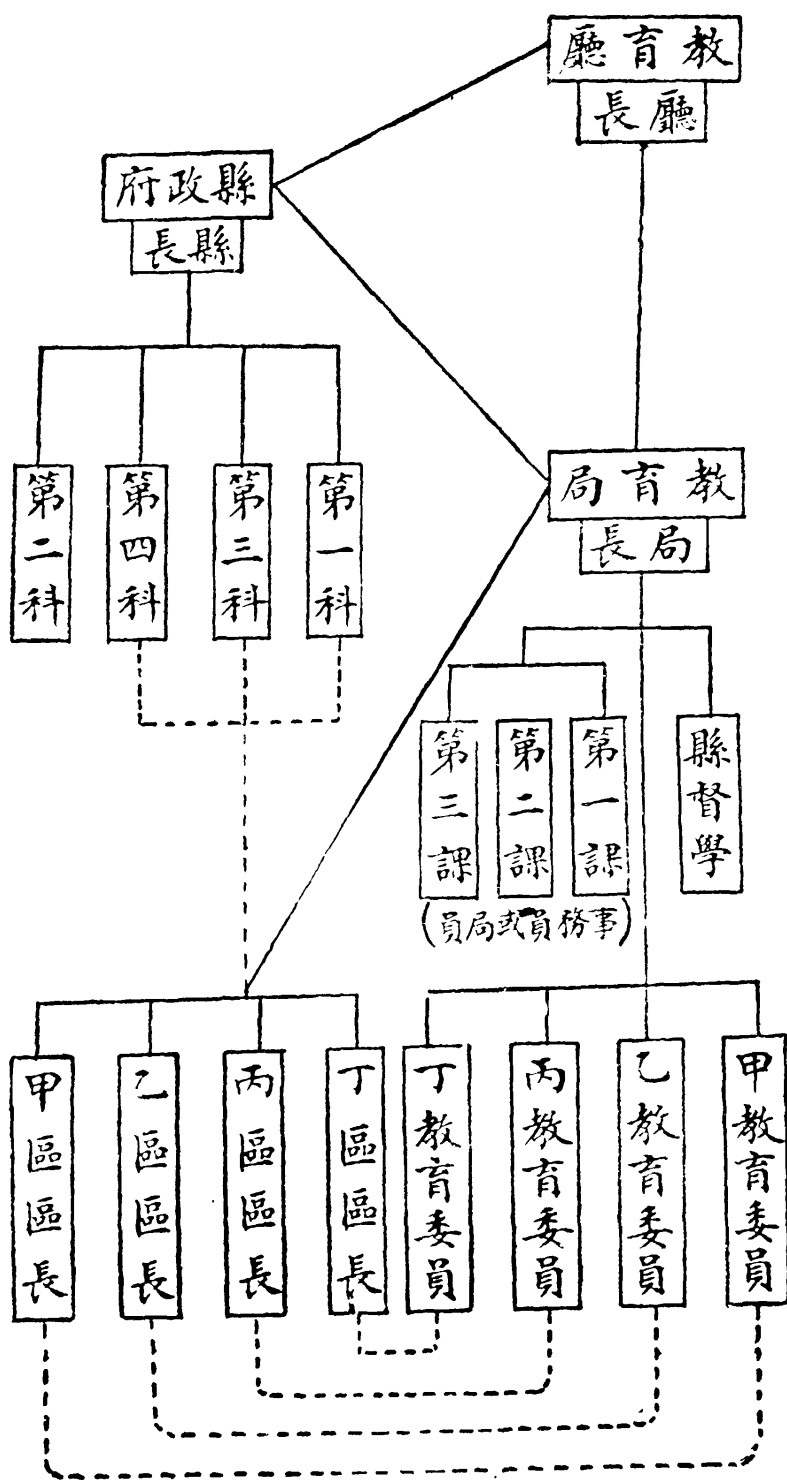 教育廳
廳長
縣政府
縣長
第一科
第三科
第四科
第二科
教育局
局長
縣督學
第一課
第二課
第三課
(事務員或局員)
甲教育委員
乙教育委員
丙教育委員
丁教育委員
丁區區長
丙區區長
乙區區長
甲區區長